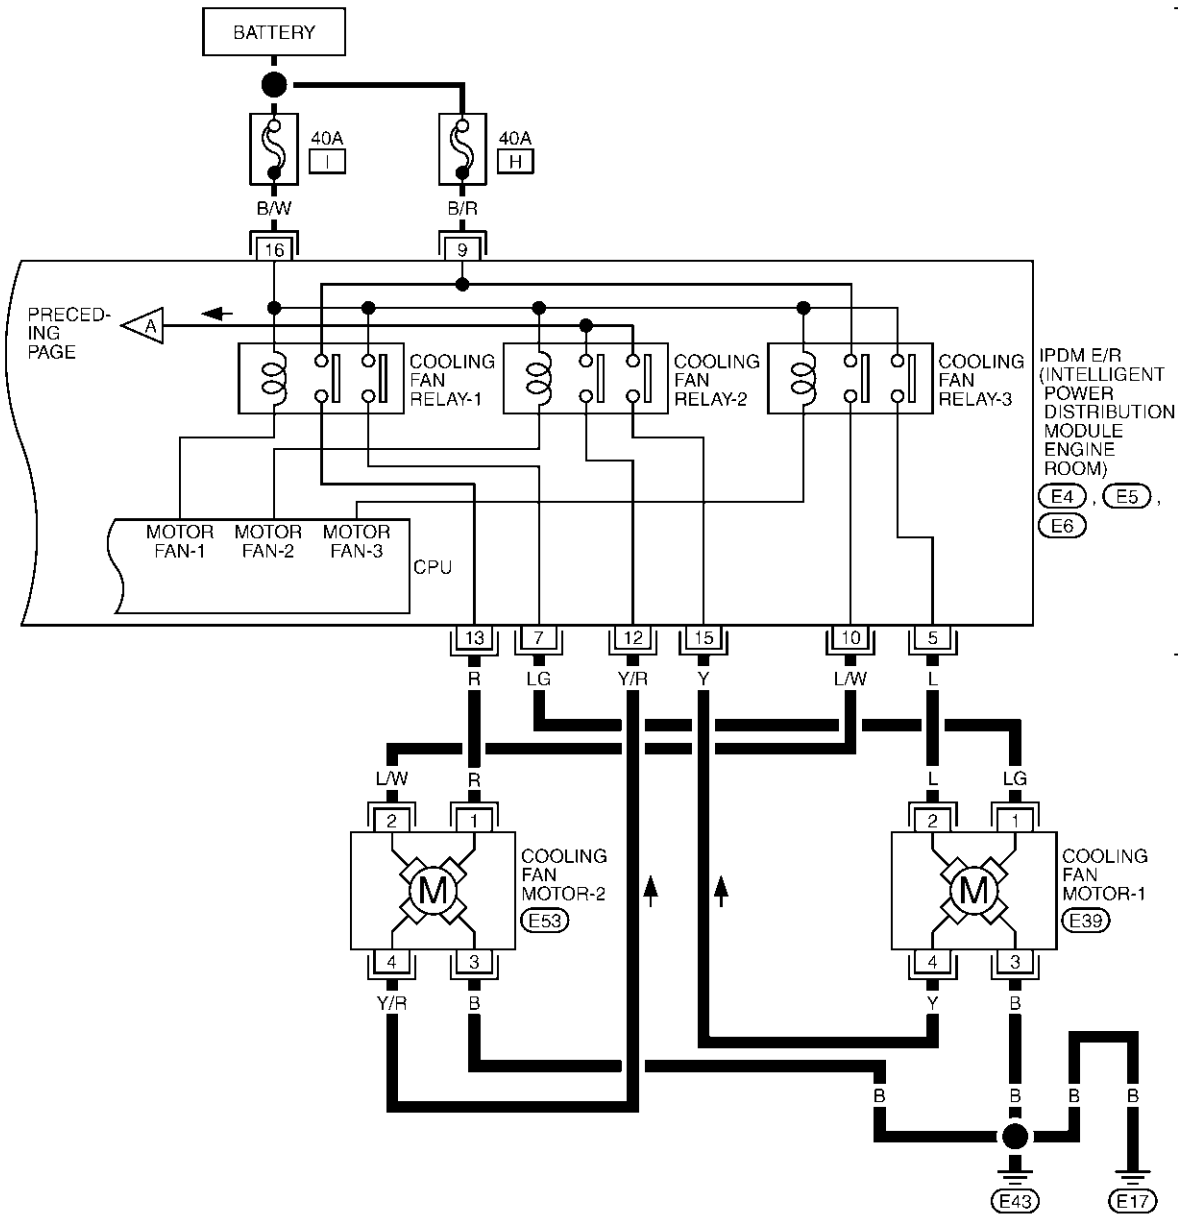 BATTERY
40A
I
40A
H
B/W
B/R
16
9
PRECED-
ING
PAGE
A
COOLING
FAN
RELAY-1
COOLING
FAN
RELAY-2
COOLING
FAN
RELAY-3
IPDM E/R
(INTELLIGENT
POWER
DISTRIBUTION
MODULE
ENGINE
ROOM)
E4 , E5 ,
E6
MOTOR
FAN-1
MOTOR
FAN-2
MOTOR
FAN-3
CPU
13
7
12
15
10
5
R
LG
Y/R
Y
L/W
L
L/W
R
L
LG
2
1
2
1
M
COOLING
FAN
MOTOR-2
E53
M
COOLING
FAN
MOTOR-1
E39
4
3
4
3
Y/R
B
Y
B
B
B
B
B
E43
E17